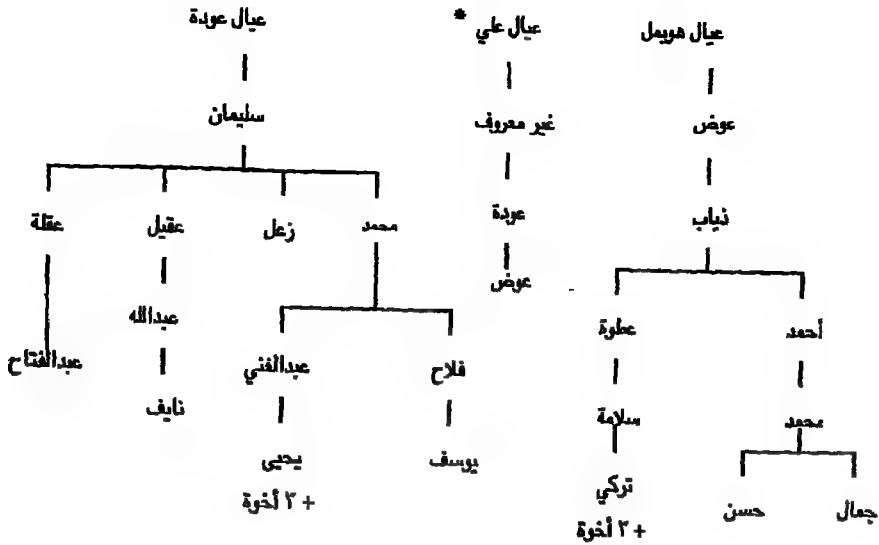 عيال هويمل
عيال علي *
عيال عودة
عوض
غير معروف
سليمان
ذياب
عودة
محمد
زعل
عقيل
عقلة
عوض
أحمد
عطوة
عبدالله
فلاح
عبدالغني
عبدالفتاح
محمد
سلامة
نايف
يوسف
يحيى
+ ٣ أخوة
جمال
حسن
تركي
+ ٣ أخوة